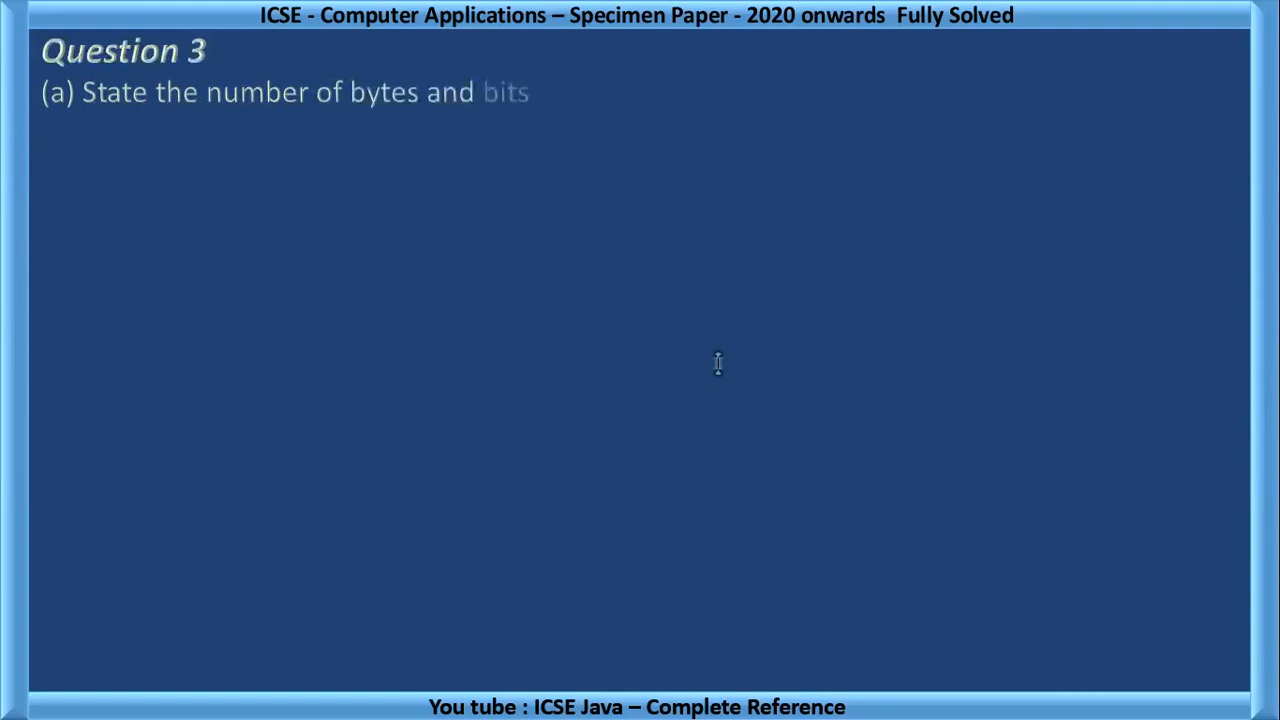 ICSE - Computer Applications – Specimen Paper - 2020 onwards Fully Solved
Question 3
(a) State the number of bytes and bits
You tube : ICSE Java – Complete Reference